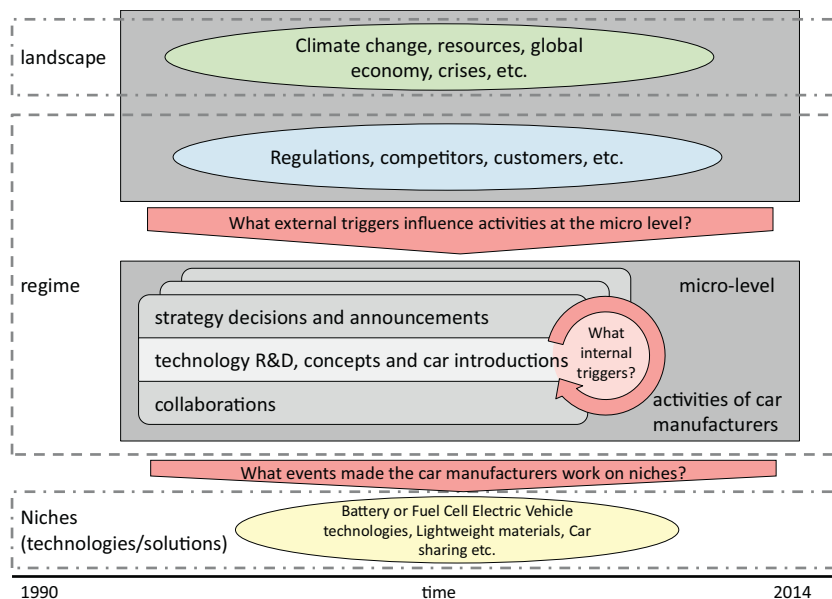 landscape
Climate change, resources, global
economy, crises, etc.
Regulations, competitors, customers, etc.
What external triggers influence activities at the micro level?
regime
micro-level
strategy decisions and announcements
technology R&D, concepts and car introductions
collaborations
What
internal
triggers?
activities of car
manufacturers
What events made the car manufacturers work on niches?
Niches
(technologies/solutions)
Battery or Fuel Cell Electric Vehicle
technologies, Lightweight materials, Car
sharing etc.
1990
time
2014